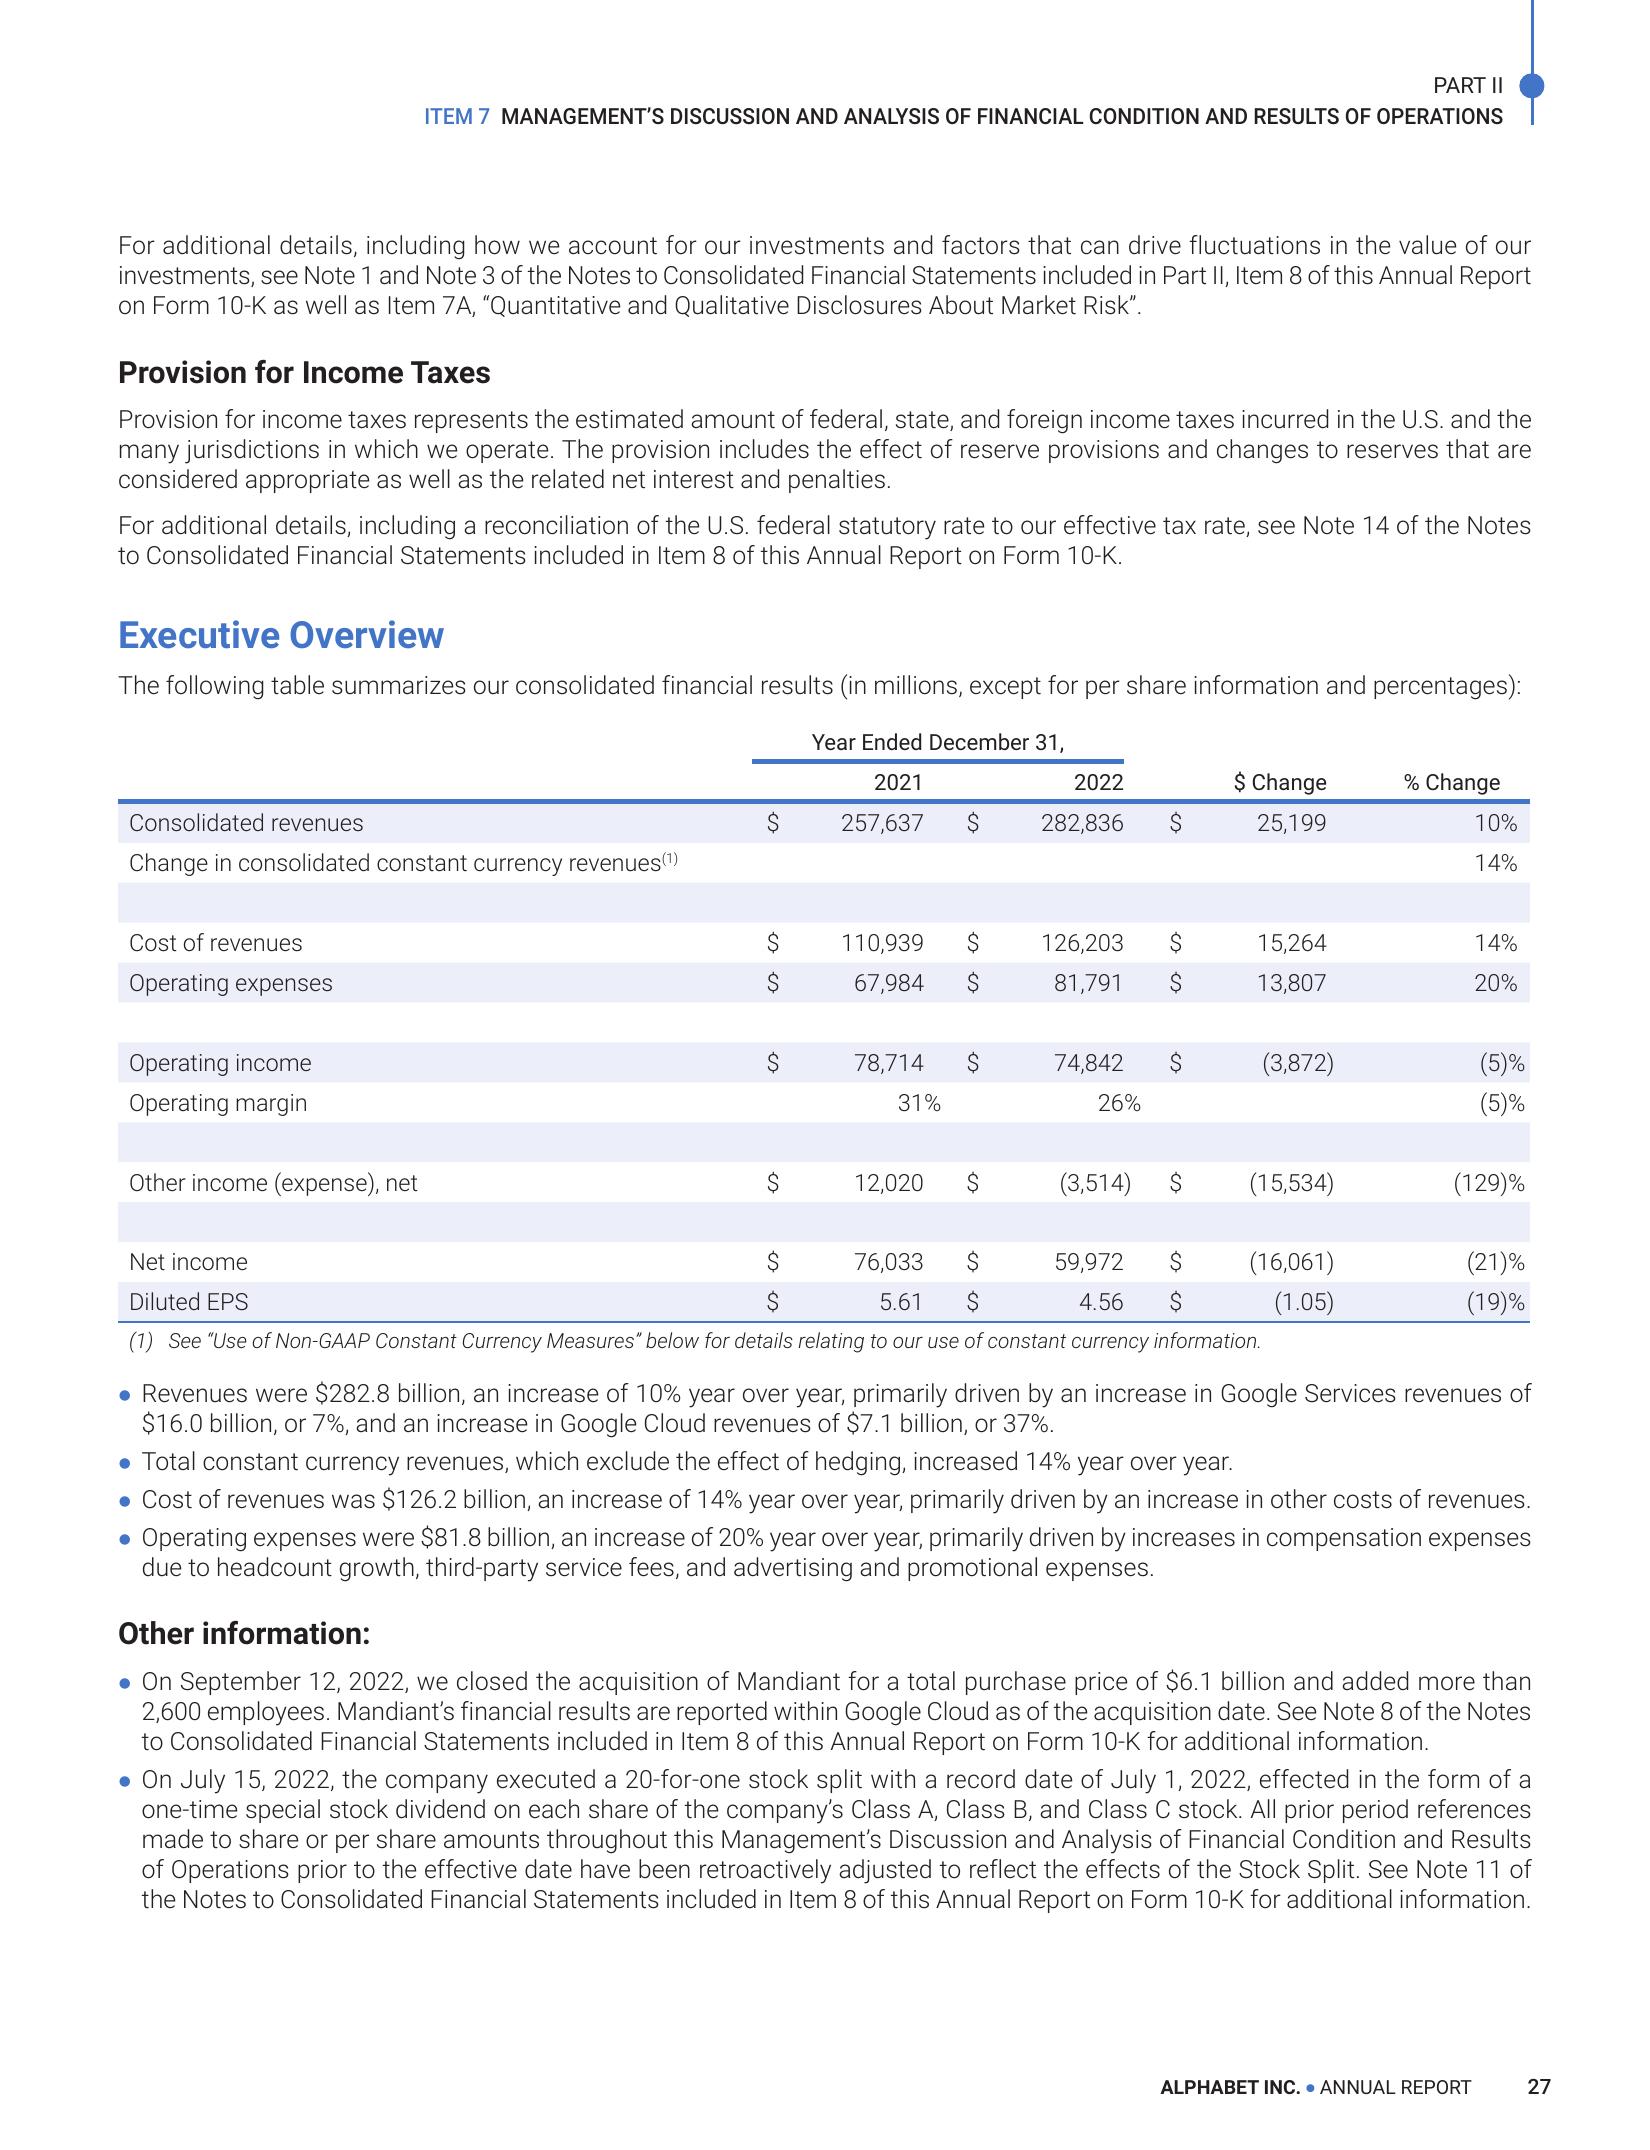 PART II
ITEM 7 MANAGEMENT’S DISCUSSION AND ANALYSIS OF FINANCIAL CONDITION AND RESULTS OF OPERATIONS
For additional details, including how we account for our investments and factors that can drive fluctuations in the value of our
investments, see Note 1 and Note 3 of the Notes to Consolidated Financial Statements included in Part II, Item 8 of this Annual Report
on Form 10-K as well as Item 7A, “Quantitative and Qualitative Disclosures About Market Risk”.
Provision for Income Taxes
Provision for income taxes represents the estimated amount of federal, state, and foreign income taxes incurred in the U.S. and the
many jurisdictions in which we operate. The provision includes the effect of reserve provisions and changes to reserves that are
considered appropriate as well as the related net interest and penalties.
For additional details, including a reconciliation of the U.S. federal statutory rate to our effective tax rate, see Note 14 of the Notes
to Consolidated Financial Statements included in Item 8 of this Annual Report on Form 10-K.
Executive Overview
The following table summarizes our consolidated financial results (in millions, except for per share information and percentages):
Year Ended December 31,
2021 2022 $ Change % Change
Consolidated revenues $ 257,637 $ 282,836 $ 25,199 10%
Change in consolidated constant currency revenues(1) 14%
Cost of revenues $ 110,939 $ 126,203 $ 15,264 14%
Operating expenses $ 67,984 $ 81,791 $ 13,807 20%
Operating income $ 78,714 $ 74,842 $ (3,872) (5)%
Operating margin 31% 26% (5)%
Other income (expense), net $ 12,020 $ (3,514) $ (15,534) (129)%
Net income $ 76,033 $ 59,972 $ (16,061) (21)%
Diluted EPS $ 5.61 $ 4.56 $ (1.05) (19)%
(1) See “Use of Non-GAAP Constant Currency Measures” below for details relating to our use of constant currency information.
● Revenues were $282.8 billion, an increase of 10% year over year, primarily driven by an increase in Google Services revenues of
$16.0 billion, or 7%, and an increase in Google Cloud revenues of $7.1 billion, or 37%.
● Total constant currency revenues, which exclude the effect of hedging, increased 14% year over year.
● Cost of revenues was $126.2 billion, an increase of 14% year over year, primarily driven by an increase in other costs of revenues.
● Operating expenses were $81.8 billion, an increase of 20% year over year, primarily driven by increases in compensation expenses
due to headcount growth, third-party service fees, and advertising and promotional expenses.
Other information:
● On September 12, 2022, we closed the acquisition of Mandiant for a total purchase price of $6.1 billion and added more than
2,600 employees. Mandiant’s financial results are reported within Google Cloud as of the acquisition date. See Note 8 of the Notes
to Consolidated Financial Statements included in Item 8 of this Annual Report on Form 10-K for additional information.
● On July 15, 2022, the company executed a 20-for-one stock split with a record date of July 1, 2022, effected in the form of a
one-time special stock dividend on each share of the company’s Class A, Class B, and Class C stock. All prior period references
made to share or per share amounts throughout this Management’s Discussion and Analysis of Financial Condition and Results
of Operations prior to the effective date have been retroactively adjusted to reflect the effects of the Stock Split. See Note 11 of
the Notes to Consolidated Financial Statements included in Item 8 of this Annual Report on Form 10-K for additional information.
ALPHABET INC. ● ANNUAL REPORT 27